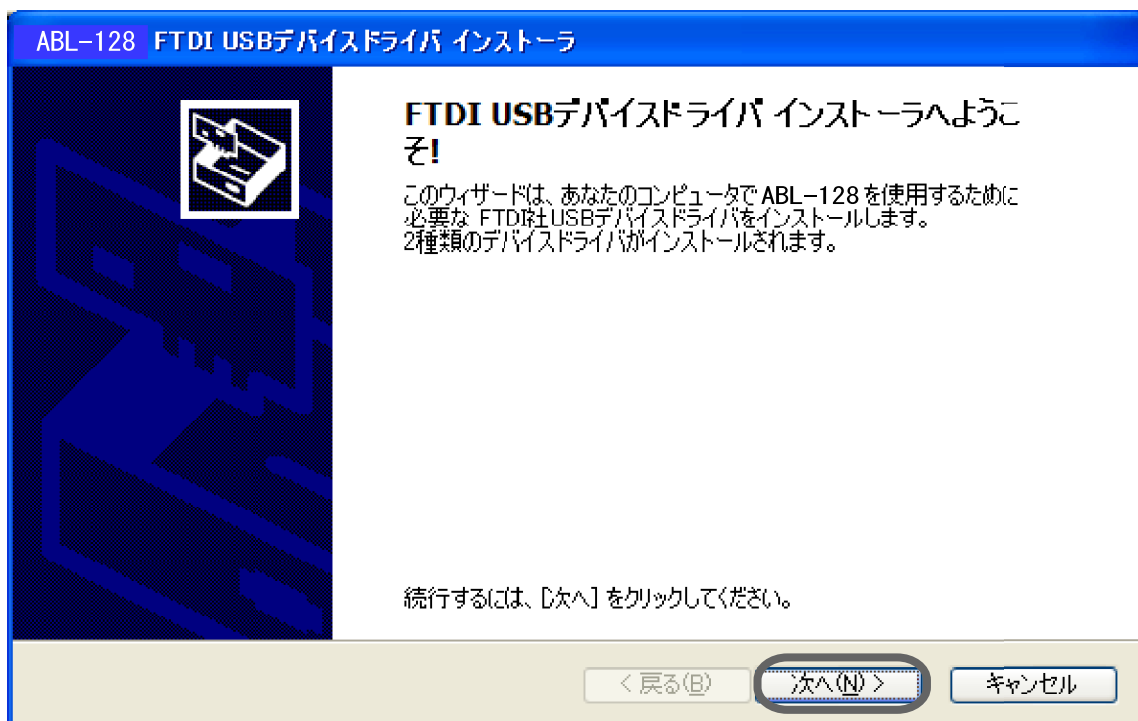 ABL-128 FTDI USBデバイスドライバ インストーラ
FTDI USBデバイスドライバ インストーラへようこ
そ!
このウィザードは、あなたのコンピュータで ABL-128 を使用するために
必要な FTDI社USBデバイスドライバをインストールします。
2種類のデバイスドライバがインストールされます。
続行するには、[次へ] をクリックしてください。
< 戻る(B) 次へ(N) > キャンセル